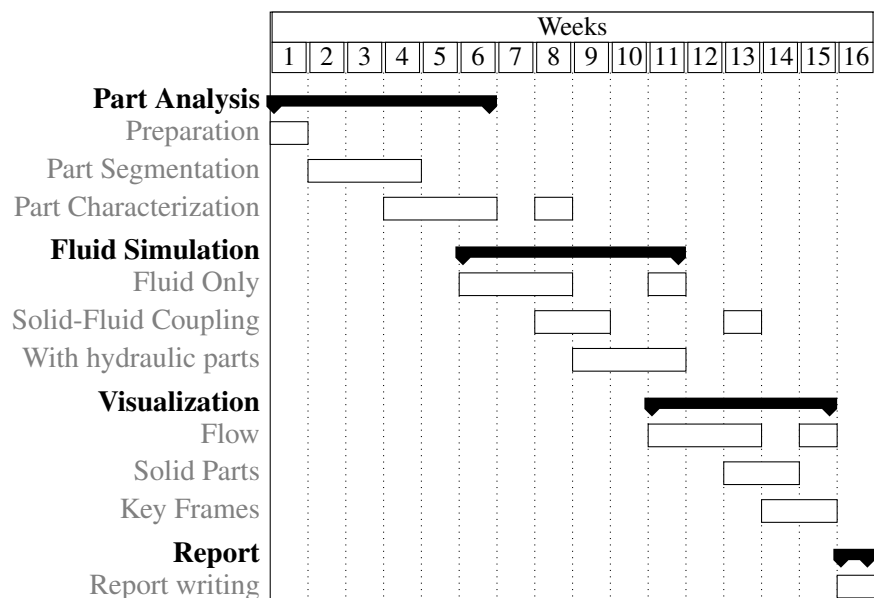 Weeks
1 2 3 4 5 6 7 8 9 10 11 12 13 14 15 16
Part Analysis
Preparation
Part Segmentation
Part Characterization
Fluid Simulation
Fluid Only
Solid-Fluid Coupling
With hydraulic parts
Visualization
Flow
Solid Parts
Key Frames
Report
Report writing